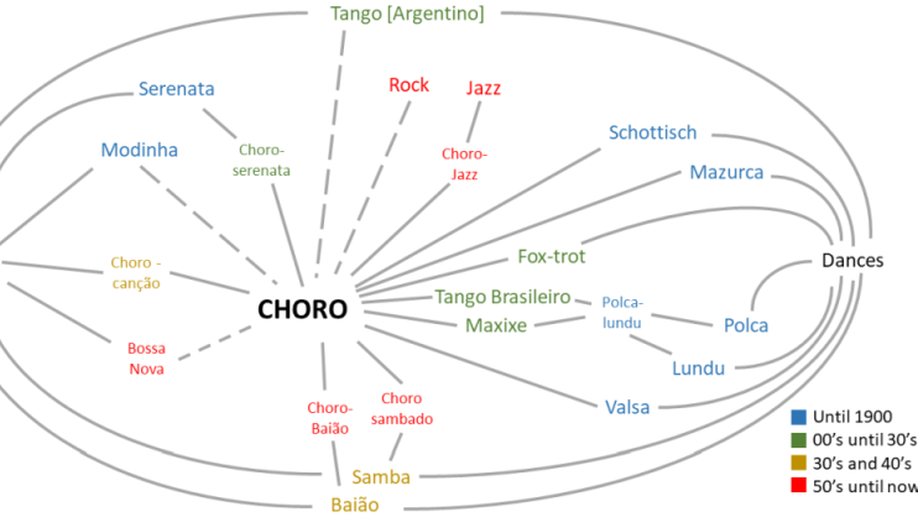 Tango [Argentino]
Rock
Jazz
Serenata
Schottisch
Modinha
Choro-
serenata
Choro-
Jazz
Mazurca
Fox-trot
Dances
Choro -
canção
CHORO
Tango Brasileiro
Maxixe
Polca-
lundu
Polca
Bossa
Nova
Lundu
Choro-
Baião
Choro
sambado
Valsa
Samba
Baião
Until 1900
00's until 30's
30's and 40's
50's until now